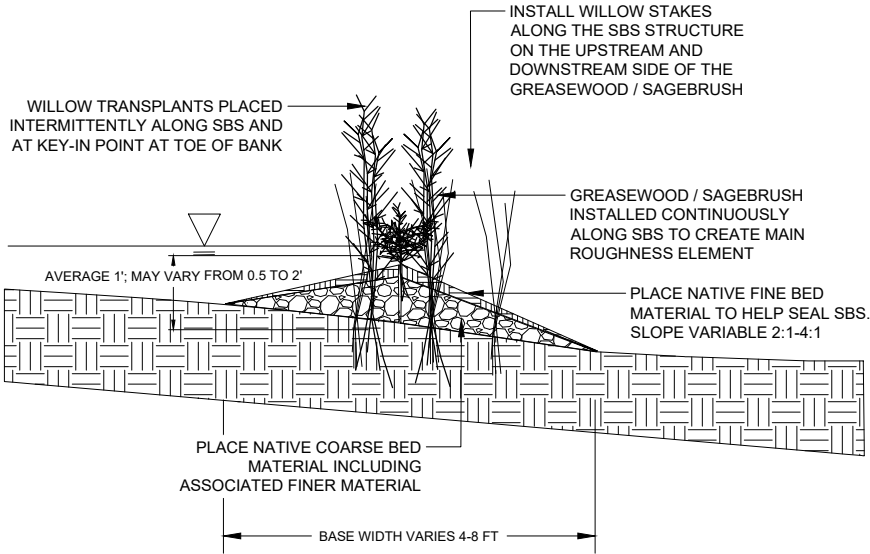 INSTALL WILLOW STAKES
ALONG THE SBS STRUCTURE
ON THE UPSTREAM AND
DOWNSTREAM SIDE OF THE
GREASEWOOD / SAGEBRUSH
WILLOW TRANSPLANTS PLACED
INTERMITTENTLY ALONG SBS AND
AT KEY-IN POINT AT TOE OF BANK
GREASEWOOD / SAGEBRUSH
INSTALLED CONTINUOUSLY
ALONG SBS TO CREATE MAIN
ROUGHNESS ELEMENT
AVERAGE 1'; MAY VARY FROM 0.5 TO 2'
PLACE NATIVE FINE BED
MATERIAL TO HELP SEAL SBS.
SLOPE VARIABLE 2:1-4:1
PLACE NATIVE COARSE BED
MATERIAL INCLUDING
ASSOCIATED FINER MATERIAL
BASE WIDTH VARIES 4-8 FT